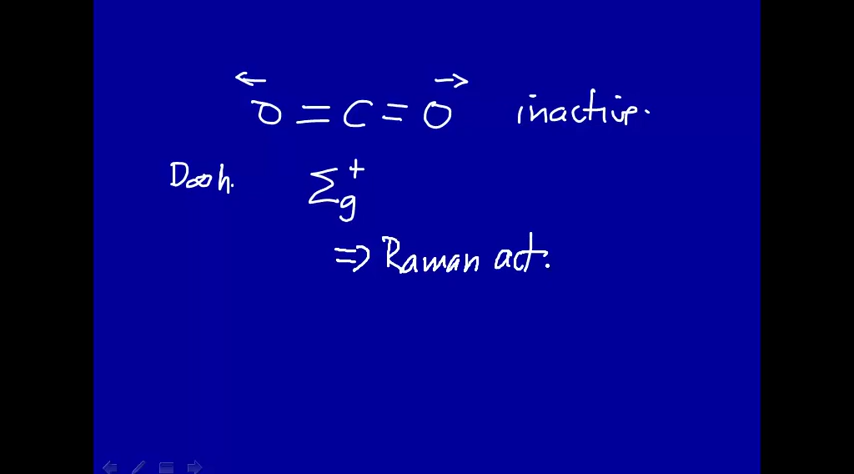 O = C = O inactive.
D∞h. Σg+
⇒ Raman act.